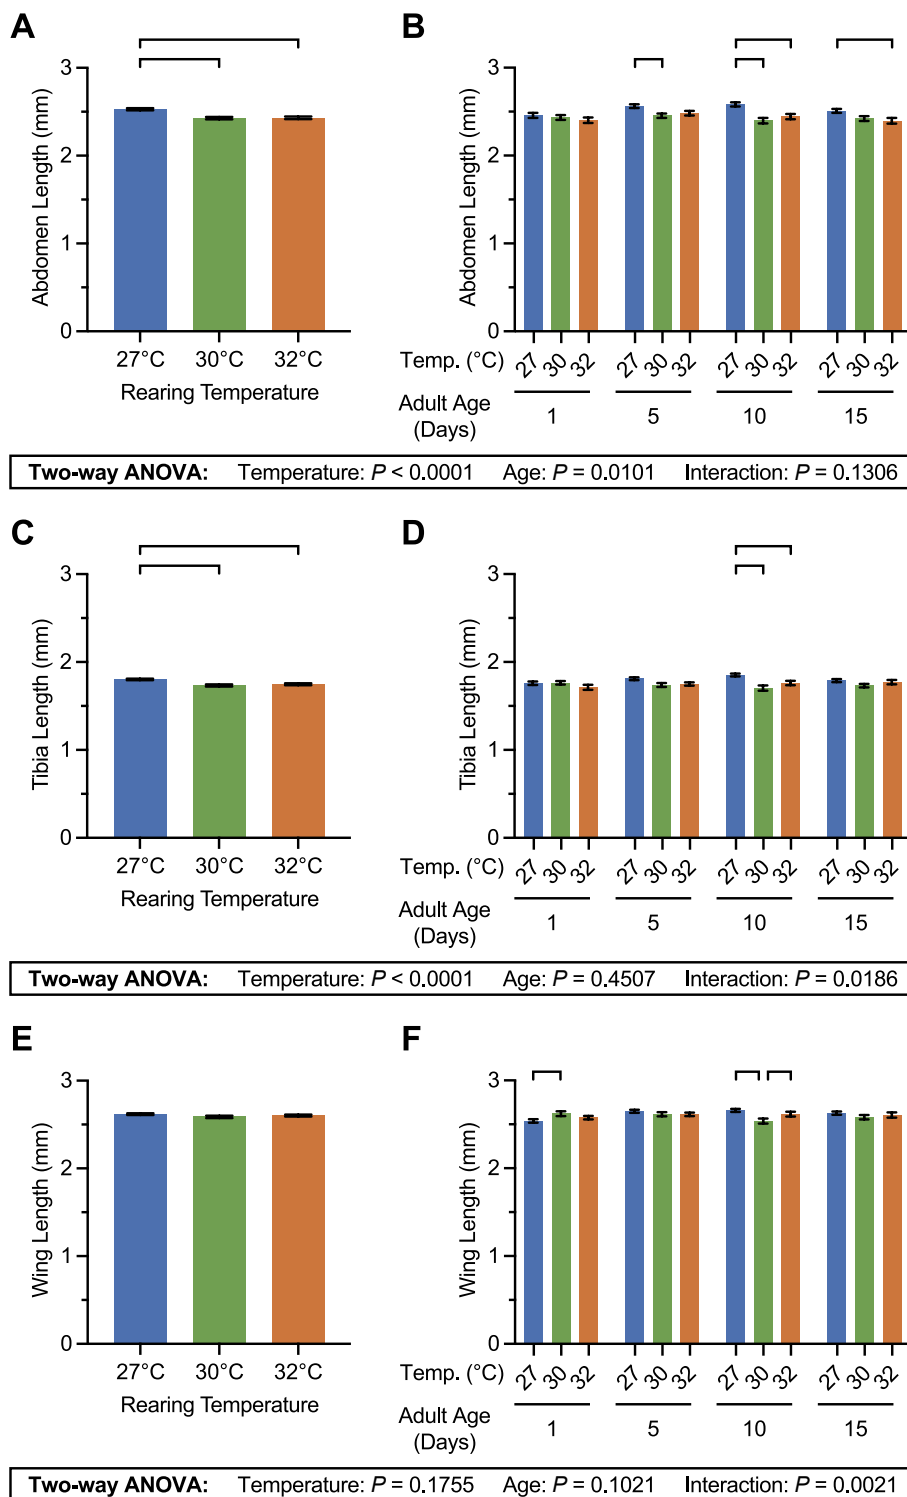 A
B
Abdomen Length (mm)
3
2
1
0
27°C 30°C 32°C
Rearing Temperature
Abdomen Length (mm)
3
2
1
0
Temp. (°C) 27 30 32 27 30 32 27 30 32 27 30 32
Adult Age (Days) 1 5 10 15
Two-way ANOVA: Temperature: P < 0.0001 Age: P = 0.0101 Interaction: P = 0.1306
C
D
Tibia Length (mm)
3
2
1
0
27°C 30°C 32°C
Rearing Temperature
Tibia Length (mm)
3
2
1
0
Temp. (°C) 27 30 32 27 30 32 27 30 32 27 30 32
Adult Age (Days) 1 5 10 15
Two-way ANOVA: Temperature: P < 0.0001 Age: P = 0.4507 Interaction: P = 0.0186
E
F
Wing Length (mm)
3
2
1
0
27°C 30°C 32°C
Rearing Temperature
Wing Length (mm)
3
2
1
0
Temp. (°C) 27 30 32 27 30 32 27 30 32 27 30 32
Adult Age (Days) 1 5 10 15
Two-way ANOVA: Temperature: P = 0.1755 Age: P = 0.1021 Interaction: P = 0.0021